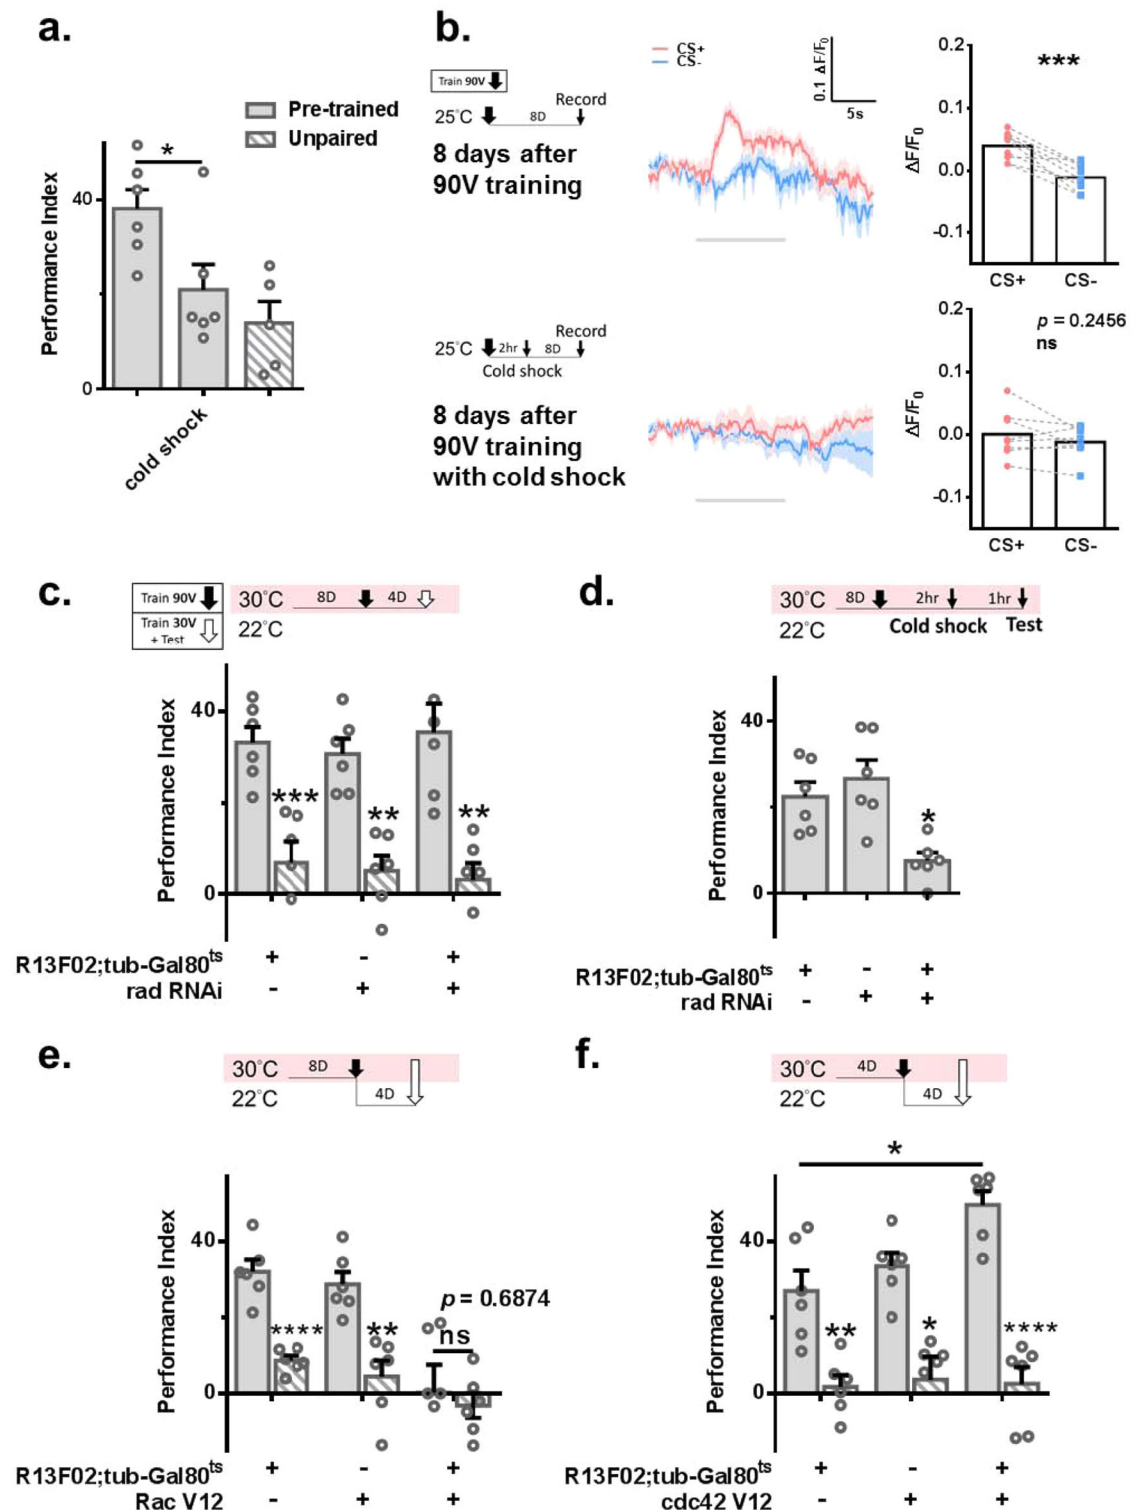 a.
Pre-trained
Unpaired
*
Performance Index
40
0
cold shock
b.
Train 90V
25°C
8D
Record
8 days after
90V training
CS+
CS-
0.1 ΔF/F0
5s
0.2
0.1
0.0
-0.1
ΔF/F0
***
CS+ CS-
25°C
2hr
8D
Record
Cold shock
8 days after
90V training
with cold shock
0.2
0.1
0.0
-0.1
ΔF/F0
p = 0.2456
ns
CS+ CS-
c.
Train 90V
Train 30V
+ Test
30°C 8D 4D
22°C
Performance Index
40
0
*** ** **
R13F02;tub-Gal80ts + - +
rad RNAi - + +
d.
30°C 8D 2hr 1hr
22°C Cold shock Test
Performance Index
40
0
*
R13F02;tub-Gal80ts + - +
rad RNAi - + +
e.
30°C 8D
22°C 4D
Performance Index
40
0
**** **
p = 0.6874
ns
R13F02;tub-Gal80ts + - +
Rac V12 - + +
f.
30°C 4D
22°C 4D
*
Performance Index
40
0
** * ****
R13F02;tub-Gal80ts + - +
cdc42 V12 - + +